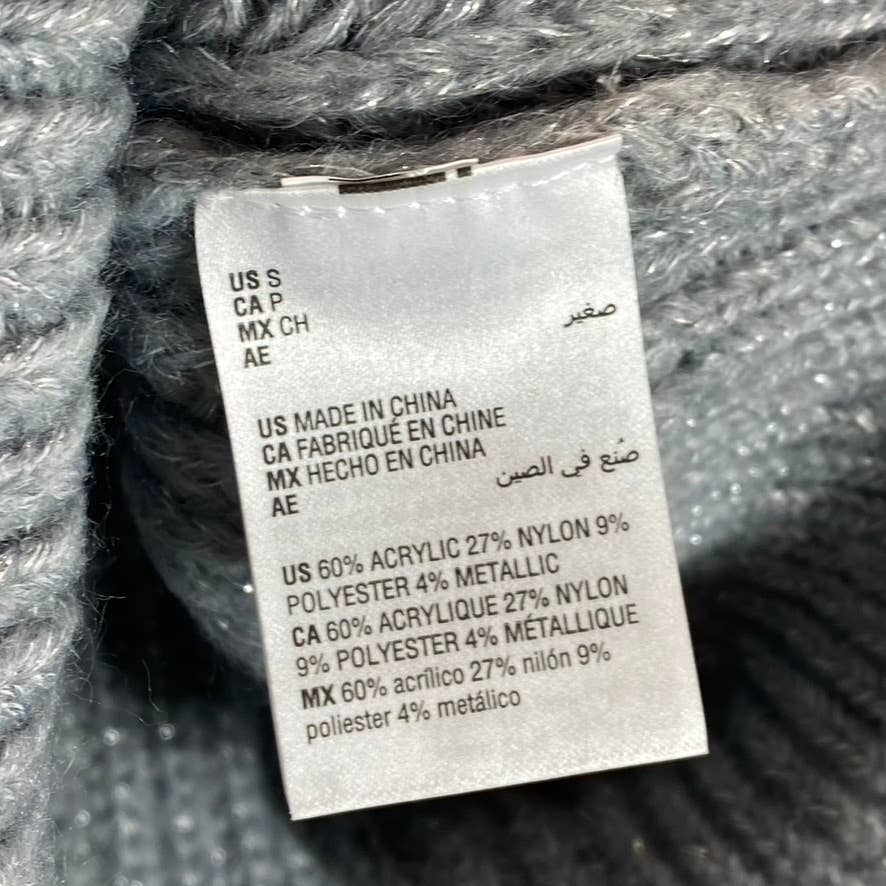 US S
CA P
MX CH
AE صغير
US MADE IN CHINA
CA FABRIQUÉ EN CHINE
MX HECHO EN CHINA
AE صُنع في الصين
US 60% ACRYLIC 27% NYLON 9%
POLYESTER 4% METALLIC
CA 60% ACRYLIQUE 27% NYLON
9% POLYESTER 4% MÉTALLIQUE
MX 60% acrílico 27% nilón 9%
poliester 4% metálico